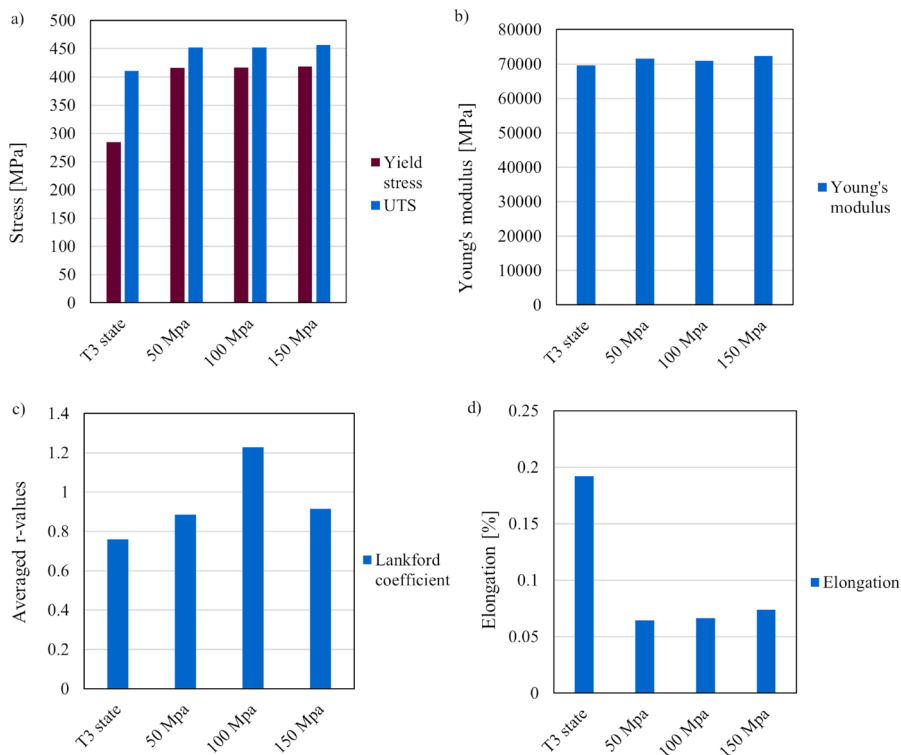 a)
500
450
400
350
300
250
200
150
100
50
0
Stress [MPa]
T3 state
50 Mpa
100 Mpa
150 Mpa
Yield
stress
UTS
b)
80000
70000
60000
50000
40000
30000
20000
10000
0
Young's modulus [MPa]
T3 state
50 Mpa
100 Mpa
150 Mpa
Young's
modulus
c)
1.4
1.2
1
0.8
0.6
0.4
0.2
0
Averaged r-values
T3 state
50 Mpa
100 Mpa
150 Mpa
Lankford
coefficient
d)
0.25
0.2
0.15
0.1
0.05
0
Elongation [%]
T3 state
50 Mpa
100 Mpa
150 Mpa
Elongation